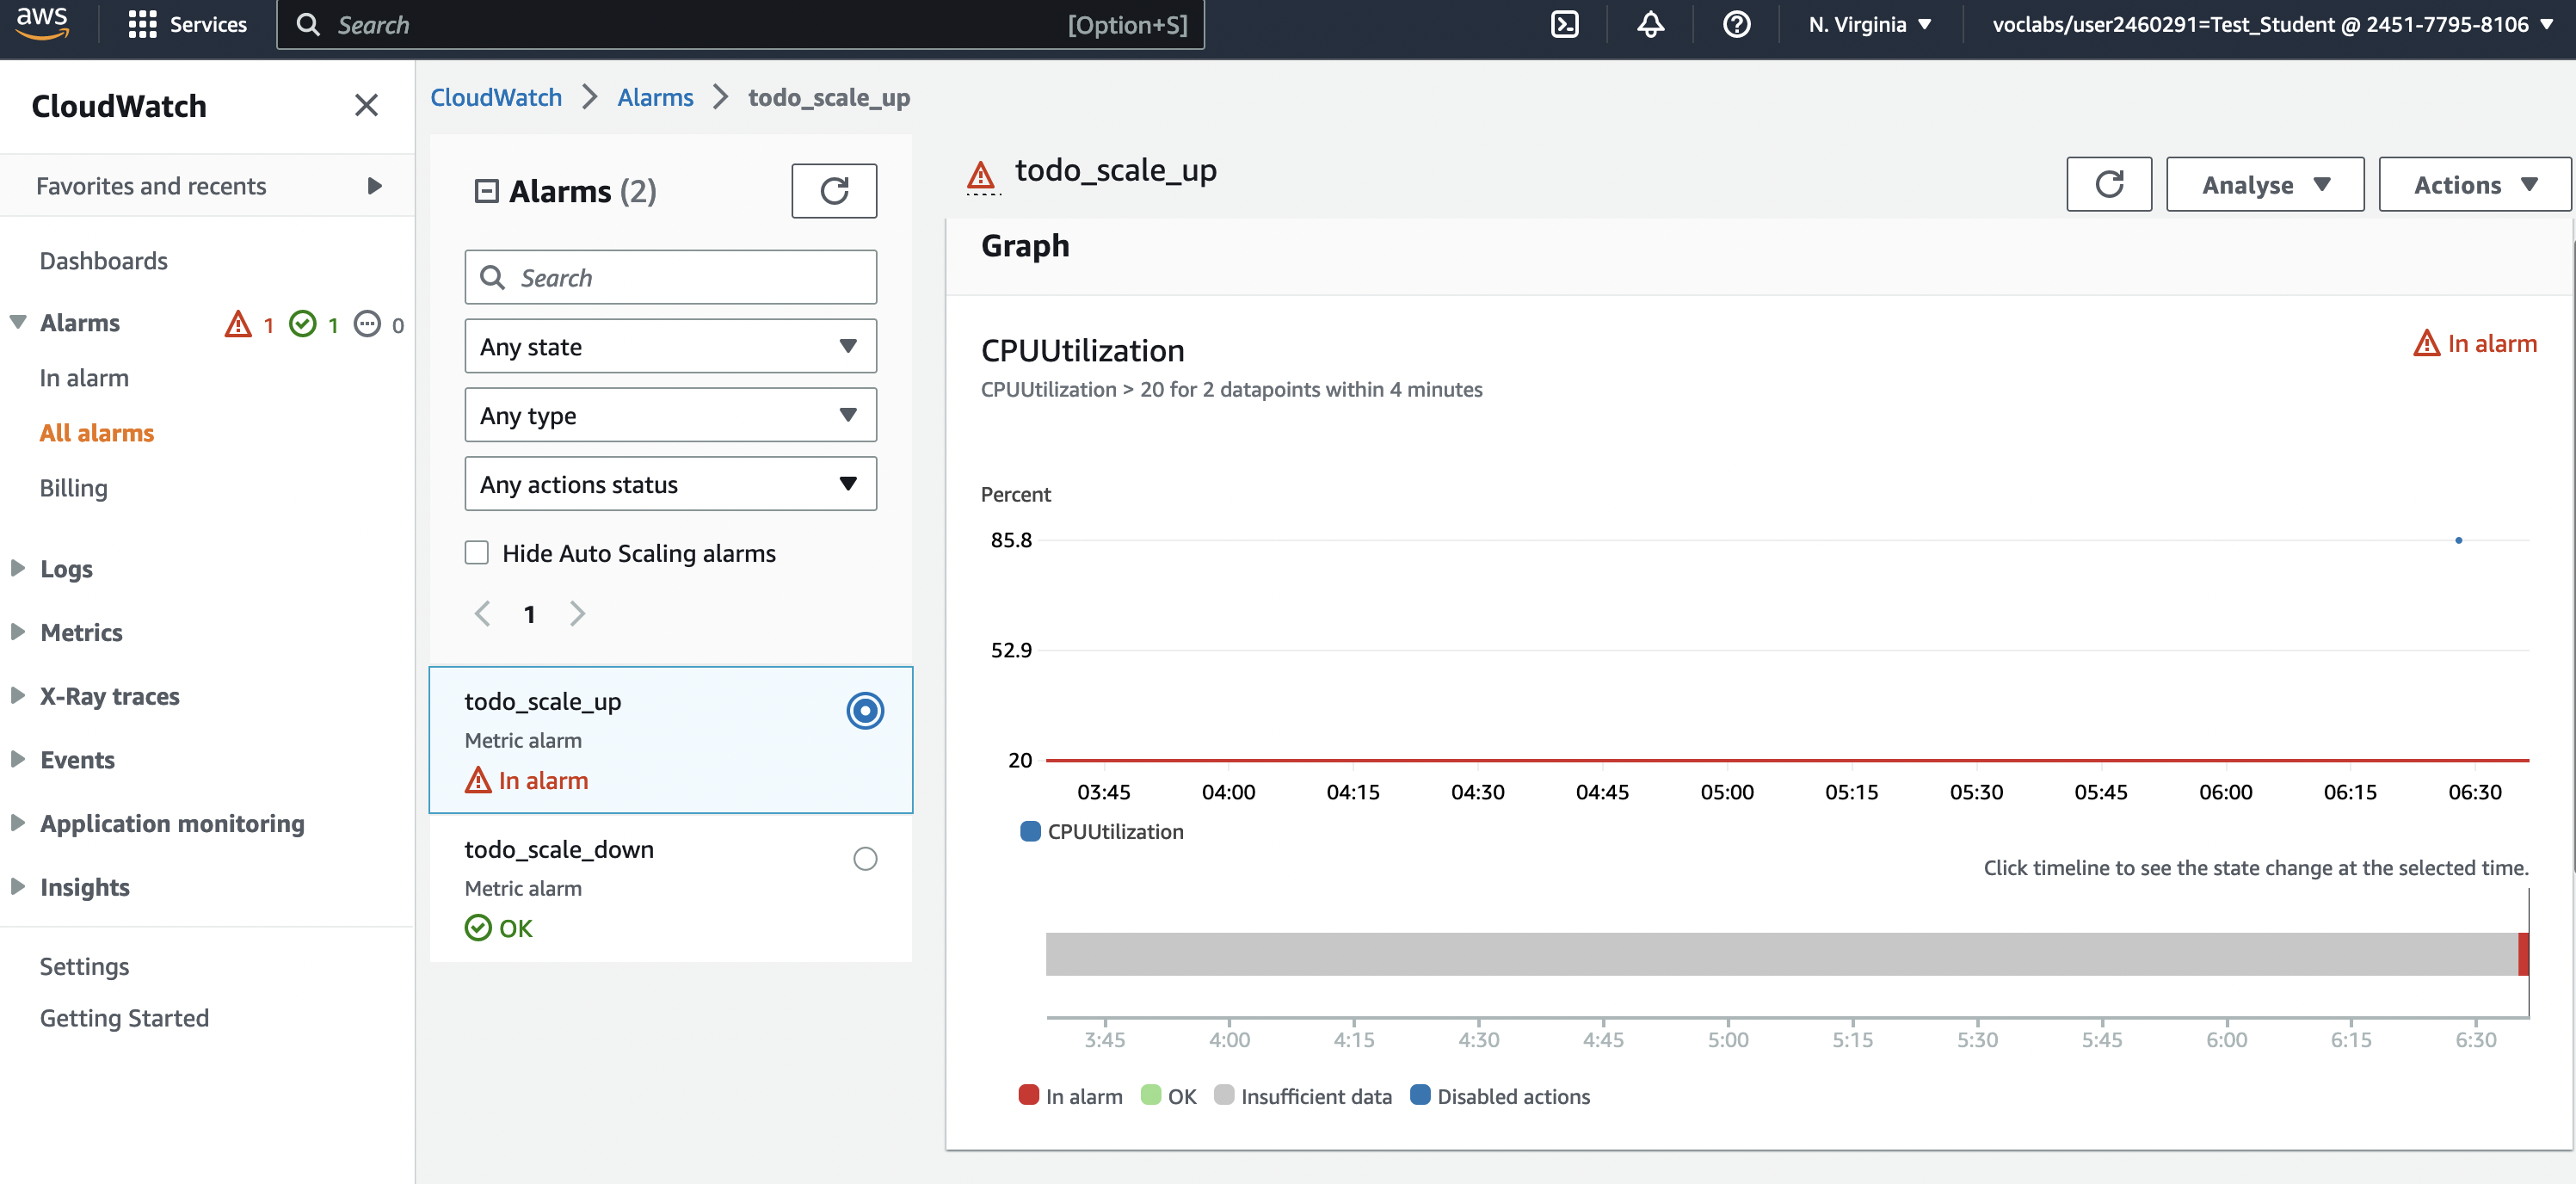 aws
Services
Search
[Option+S]
N. Virginia
voclabs/user2460291=Test_Student @ 2451-7795-8106
CloudWatch
Favorites and recents
Dashboards
Alarms
1
1
0
In alarm
All alarms
Billing
Logs
Metrics
X-Ray traces
Events
Application monitoring
Insights
Settings
Getting Started
CloudWatch
Alarms
todo_scale_up
Alarms (2)
Search
Any state
Any type
Any actions status
Hide Auto Scaling alarms
1
todo_scale_up
Metric alarm
In alarm
todo_scale_down
Metric alarm
OK
todo_scale_up
Analyse
Actions
Graph
CPUUtilization
In alarm
CPUUtilization > 20 for 2 datapoints within 4 minutes
Percent
85.8
52.9
20
03:45 04:00 04:15 04:30 04:45 05:00 05:15 05:30 05:45 06:00 06:15 06:30
CPUUtilization
Click timeline to see the state change at the selected time.
3:45 4:00 4:15 4:30 4:45 5:00 5:15 5:30 5:45 6:00 6:15 6:30
In alarm OK Insufficient data Disabled actions